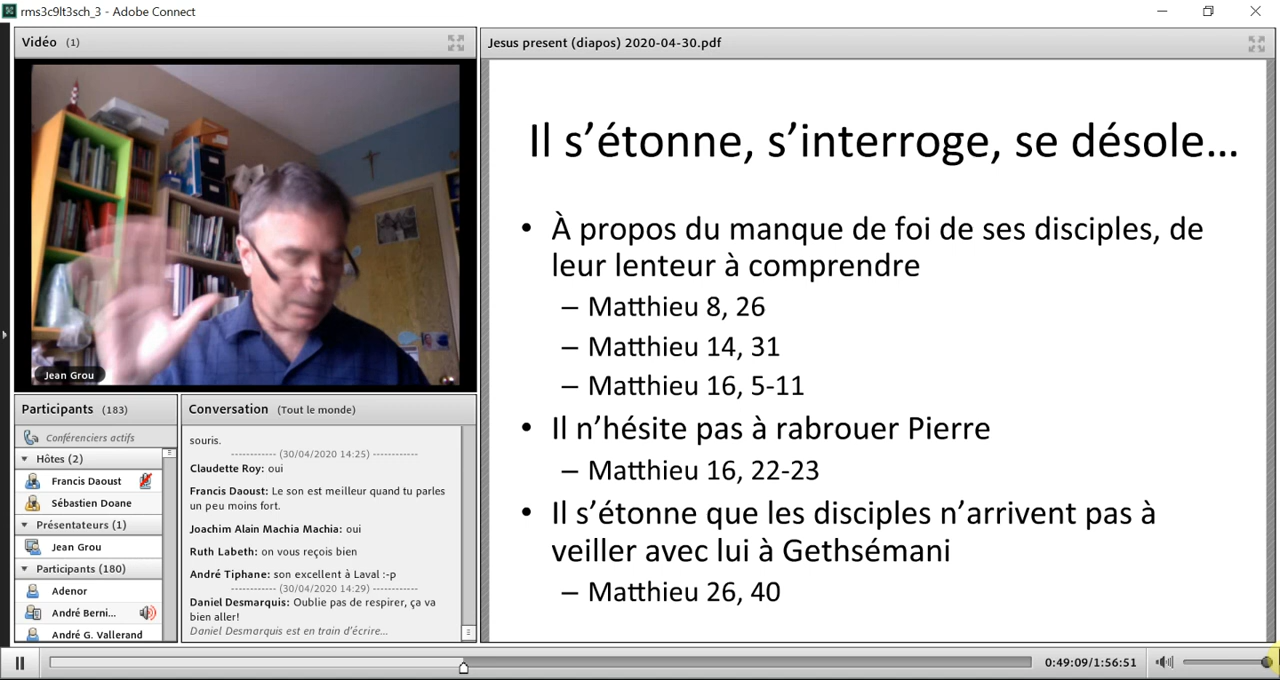 rms3c9lt3sch_3 - Adobe Connect
Vidéo (1)
Jean Grou
Participants (183)
Conférenciers actifs
Hôtes (2)
Francis Daoust
Sébastien Doane
Présentateurs (1)
Jean Grou
Participants (180)
Adenor
André Berni...
André G. Vallerand
Conversation (Tout le monde)
souris.
------------ (30/04/2020 14:25) ------------
Claudette Roy: oui
Francis Daoust: Le son est meilleur quand tu parles
un peu moins fort.
Joachim Alain Machia Machia: oui
Ruth Labeth: on vous reçois bien
André Tiphane: son excellent à Laval :-p
------------ (30/04/2020 14:29) ------------
Daniel Desmarquis: Oublie pas de respirer, ça va
bien aller!
Daniel Desmarquis est en train d'écrire...
Jesus present (diapos) 2020-04-30.pdf
Il s’étonne, s’interroge, se désole…
• À propos du manque de foi de ses disciples, de
leur lenteur à comprendre
– Matthieu 8, 26
– Matthieu 14, 31
– Matthieu 16, 5-11
• Il n’hésite pas à rabrouer Pierre
– Matthieu 16, 22-23
• Il s’étonne que les disciples n’arrivent pas à
veiller avec lui à Gethsémani
– Matthieu 26, 40
0:49:09/1:56:51